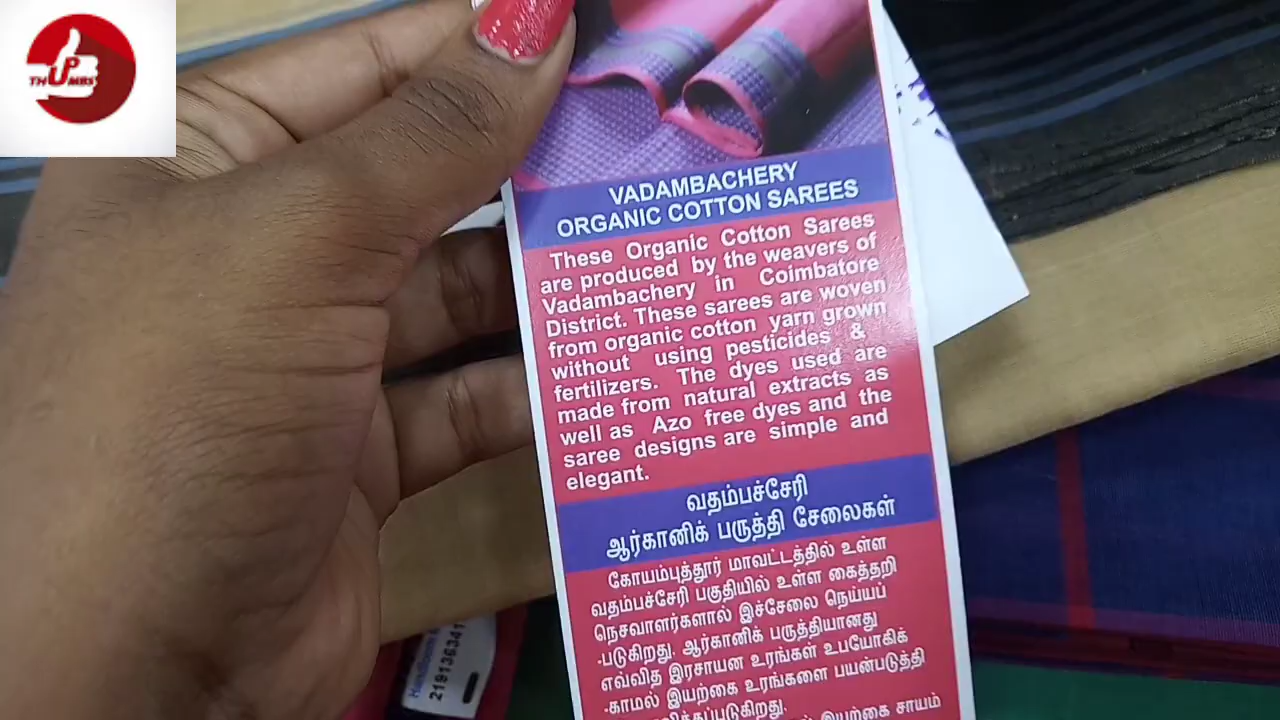 THUMBS UP
VADAMBACHERY
ORGANIC COTTON SAREES
These Organic Cotton Sarees
are produced by the weavers of
Vadambachery in Coimbatore
District. These sarees are woven
from organic cotton yarn grown
without using pesticides &
fertilizers. The dyes used are
made from natural extracts as
well as Azo free dyes and the
saree designs are simple and
elegant.
வதம்பச்சேரி
ஆர்கானிக் பருத்தி சேலைகள்
கோயம்புத்தூர் மாவட்டத்தில் உள்ள
வதம்பச்சேரி பகுதியில் உள்ள கைத்தறி
நெசவாளர்களால் இச்சேலை நெய்யப்
-படுகிறது. ஆர்கானிக் பருத்தியானது
எவ்வித இரசாயன உரங்கள் உபயோகிக்
-காமல் இயற்கை உரங்களை பயன்படுத்தி
இயற்கை சாயம்